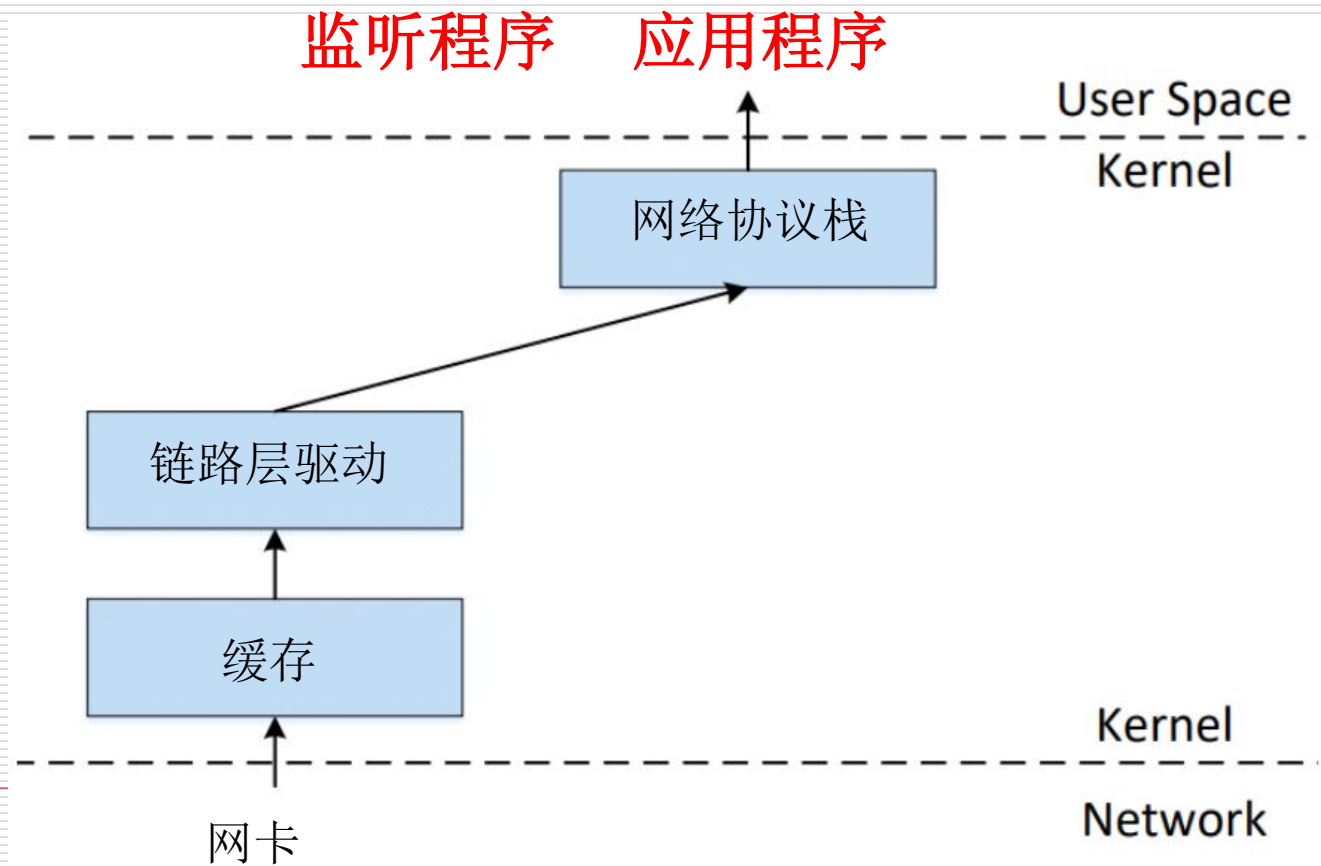 监听程序 应用程序
User Space
Kernel
网络协议栈
链路层驱动
缓存
Kernel
Network
网卡